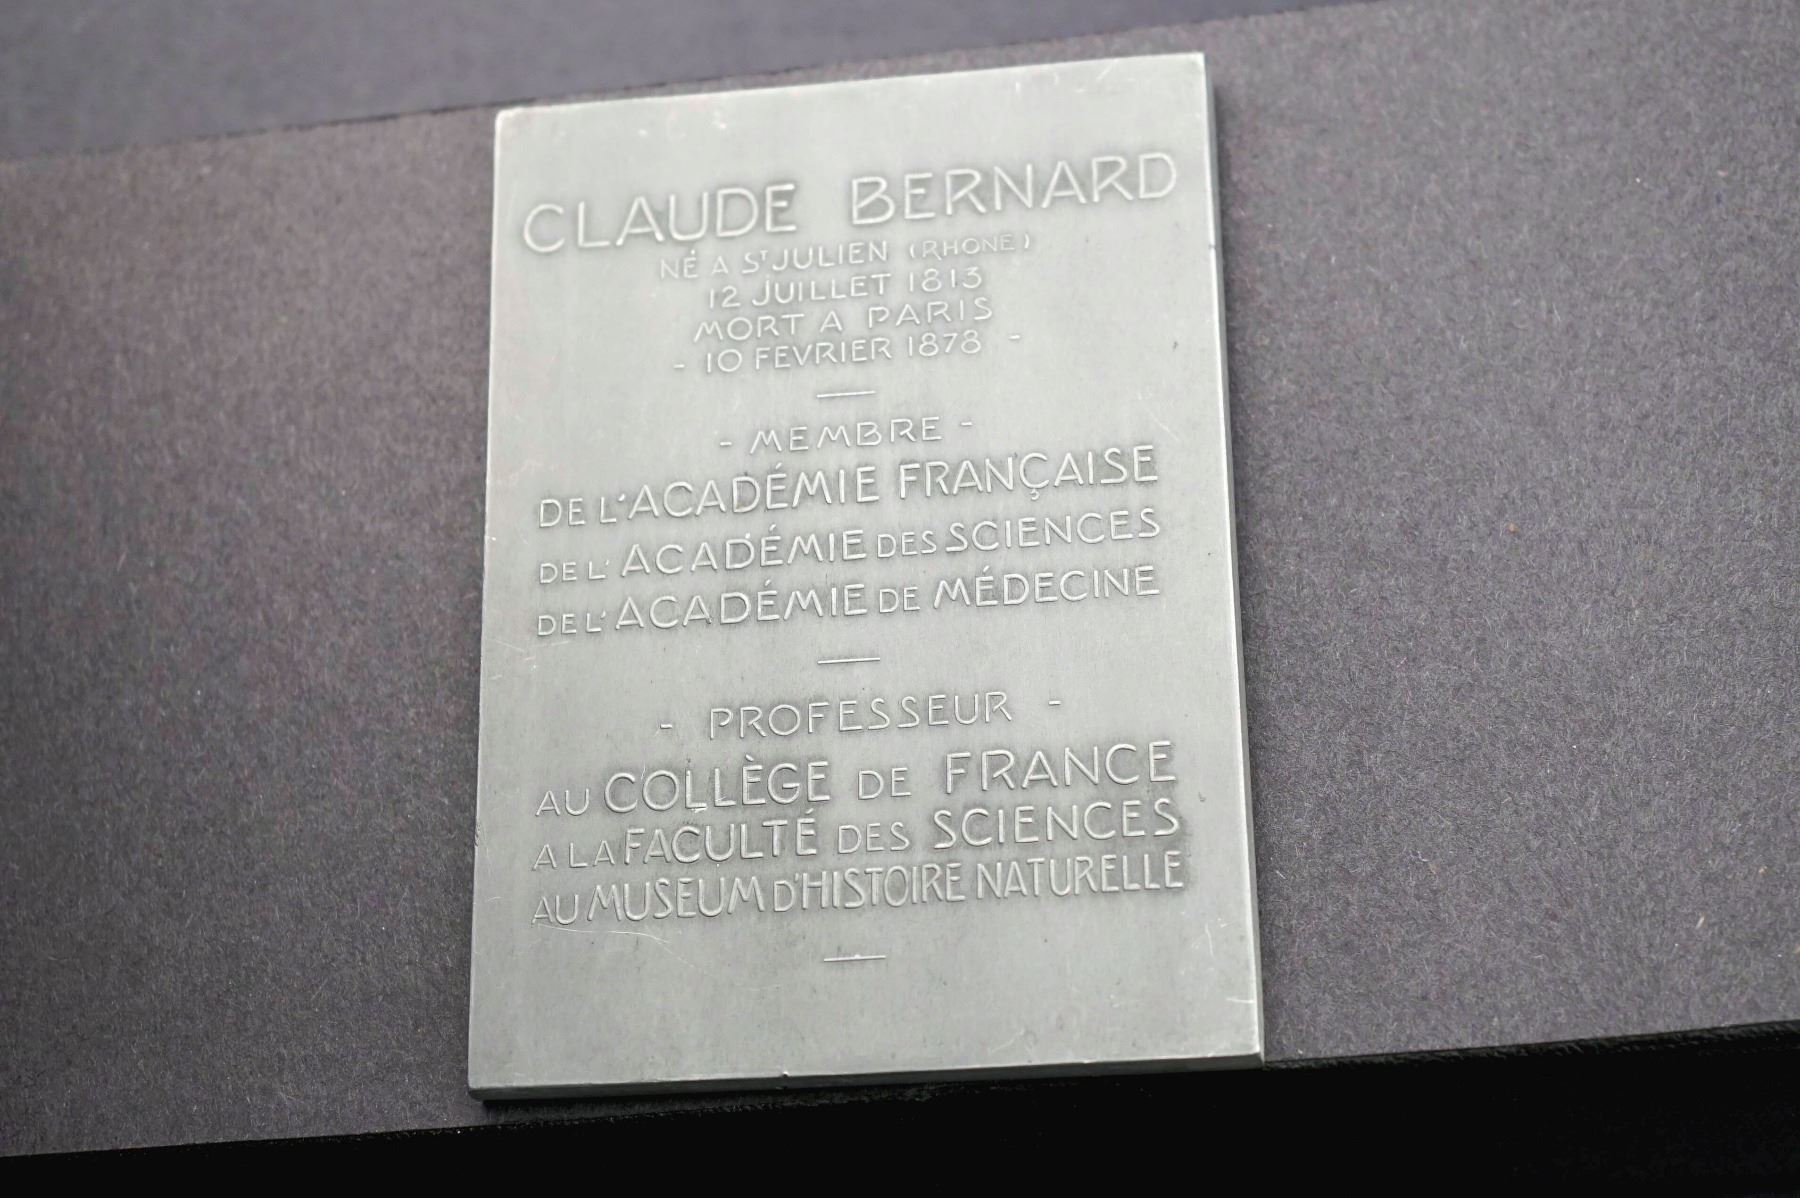 CLAUDE BERNARD
NÉ A ST JULIEN (RHONE)
12 JUILLET 1813
MORT A PARIS
- 10 FEVRIER 1878 -
- MEMBRE -
DE L'ACADÉMIE FRANÇAISE
DE L'ACADÉMIE DES SCIENCES
DE L'ACADÉMIE DE MÉDECINE
- PROFESSEUR -
AU COLLÈGE DE FRANCE
A LA FACULTÉ DES SCIENCES
AU MUSEUM D'HISTOIRE NATURELLE